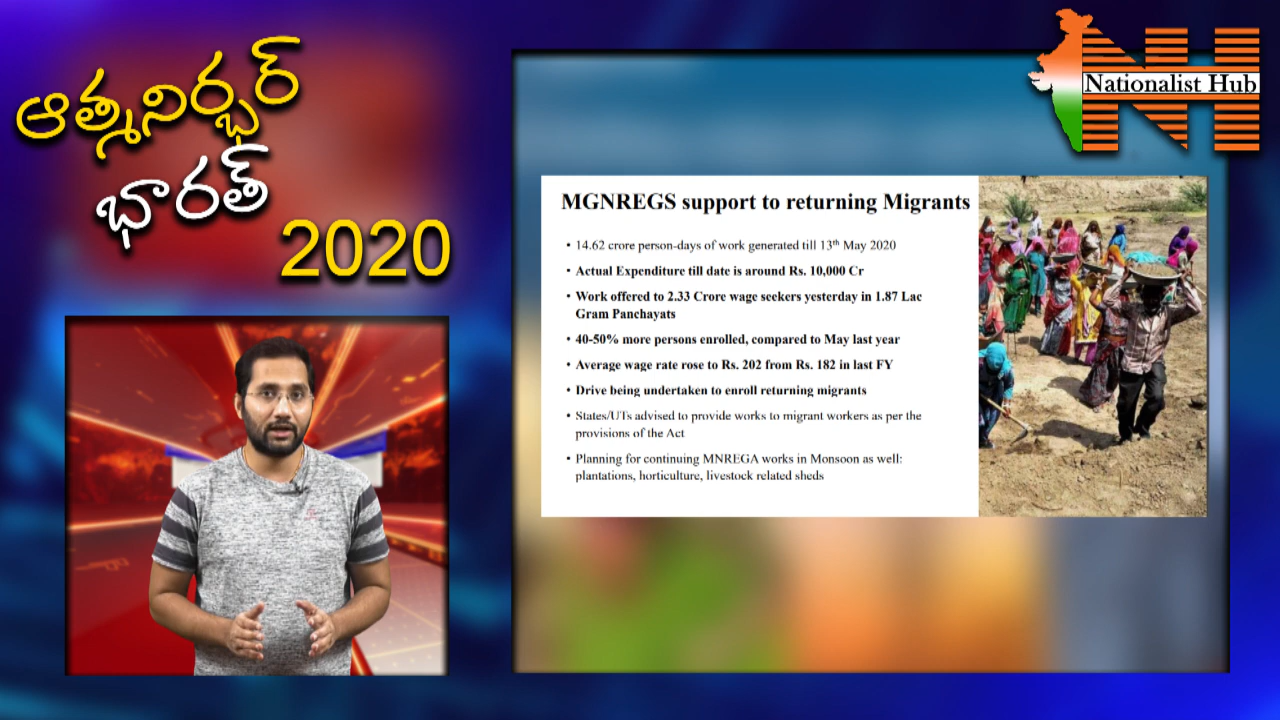 ఆత్మనిర్భర్
భారత్
2020
Nationalist Hub
MGNREGS support to returning Migrants
• 14.62 crore person-days of work generated till 13th May 2020
• Actual Expenditure till date is around Rs. 10,000 Cr
• Work offered to 2.33 Crore wage seekers yesterday in 1.87 Lac
Gram Panchayats
• 40-50% more persons enrolled, compared to May last year
• Average wage rate rose to Rs. 202 from Rs. 182 in last FY
• Drive being undertaken to enroll returning migrants
• States/UTs advised to provide works to migrant workers as per the
provisions of the Act
• Planning for continuing MNREGA works in Monsoon as well:
plantations, horticulture, livestock related sheds